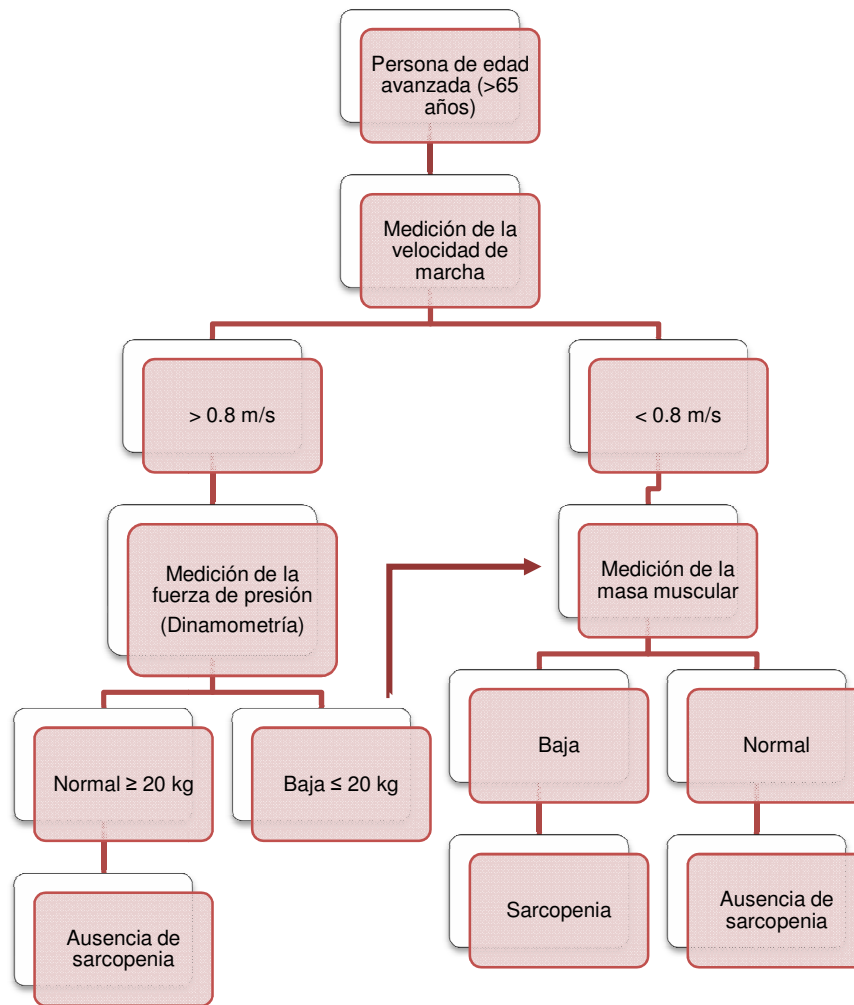 Persona de edad
avanzada (>65
años)
Medición de la
velocidad de
marcha
> 0.8 m/s
< 0.8 m/s
Medición de la
fuerza de presión
(Dinamometría)
Medición de la
masa muscular
Normal ≥ 20 kg
Baja ≤ 20 kg
Baja
Normal
Ausencia de
sarcopenia
Sarcopenia
Ausencia de
sarcopenia